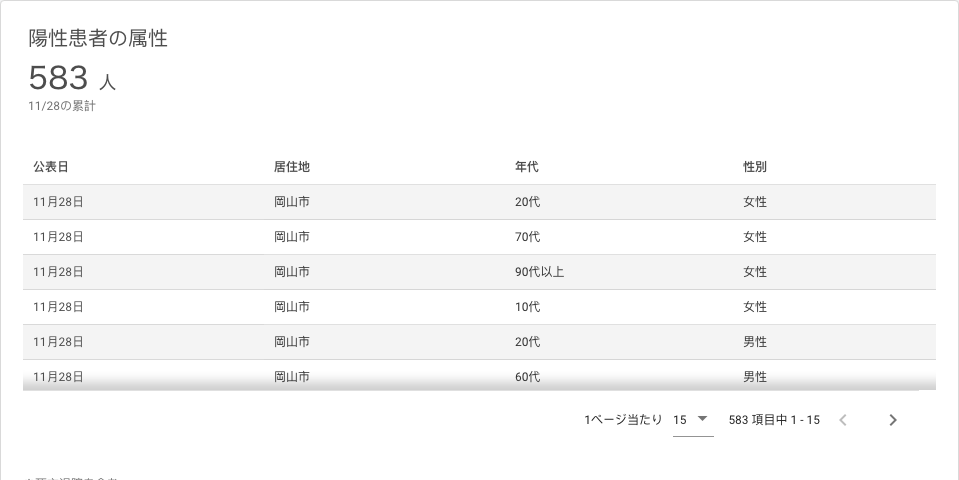 陽性患者の属性
583 人
11/28の累計
公表日 居住地 年代 性別
11月28日 岡山市 20代 女性
11月28日 岡山市 70代 女性
11月28日 岡山市 90代以上 女性
11月28日 岡山市 10代 女性
11月28日 岡山市 20代 男性
11月28日 岡山市 60代 男性
1ページ当たり 15 583 項目中 1 - 15